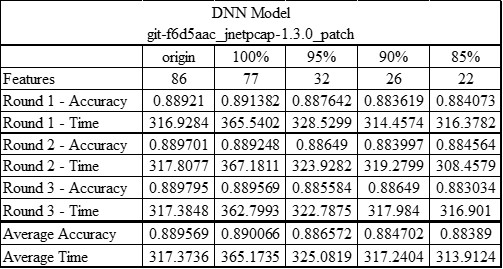 DNN Model
git-f6d5aac_jnetpcap-1.3.0_patch
origin 100% 95% 90% 85%
Features 86 77 32 26 22
Round 1 - Accuracy 0.88921 0.891382 0.887642 0.883619 0.884073
Round 1 - Time 316.9284 365.5402 328.5299 314.4574 316.3782
Round 2 - Accuracy 0.889701 0.889248 0.88649 0.883997 0.884564
Round 2 - Time 317.8077 367.1811 323.9282 319.2799 308.4579
Round 3 - Accuracy 0.889795 0.889569 0.885584 0.88649 0.883034
Round 3 - Time 317.3848 362.7993 322.7875 317.984 316.901
Average Accuracy 0.889569 0.890066 0.886572 0.884702 0.88389
Average Time 317.3736 365.1735 325.0819 317.2404 313.9124